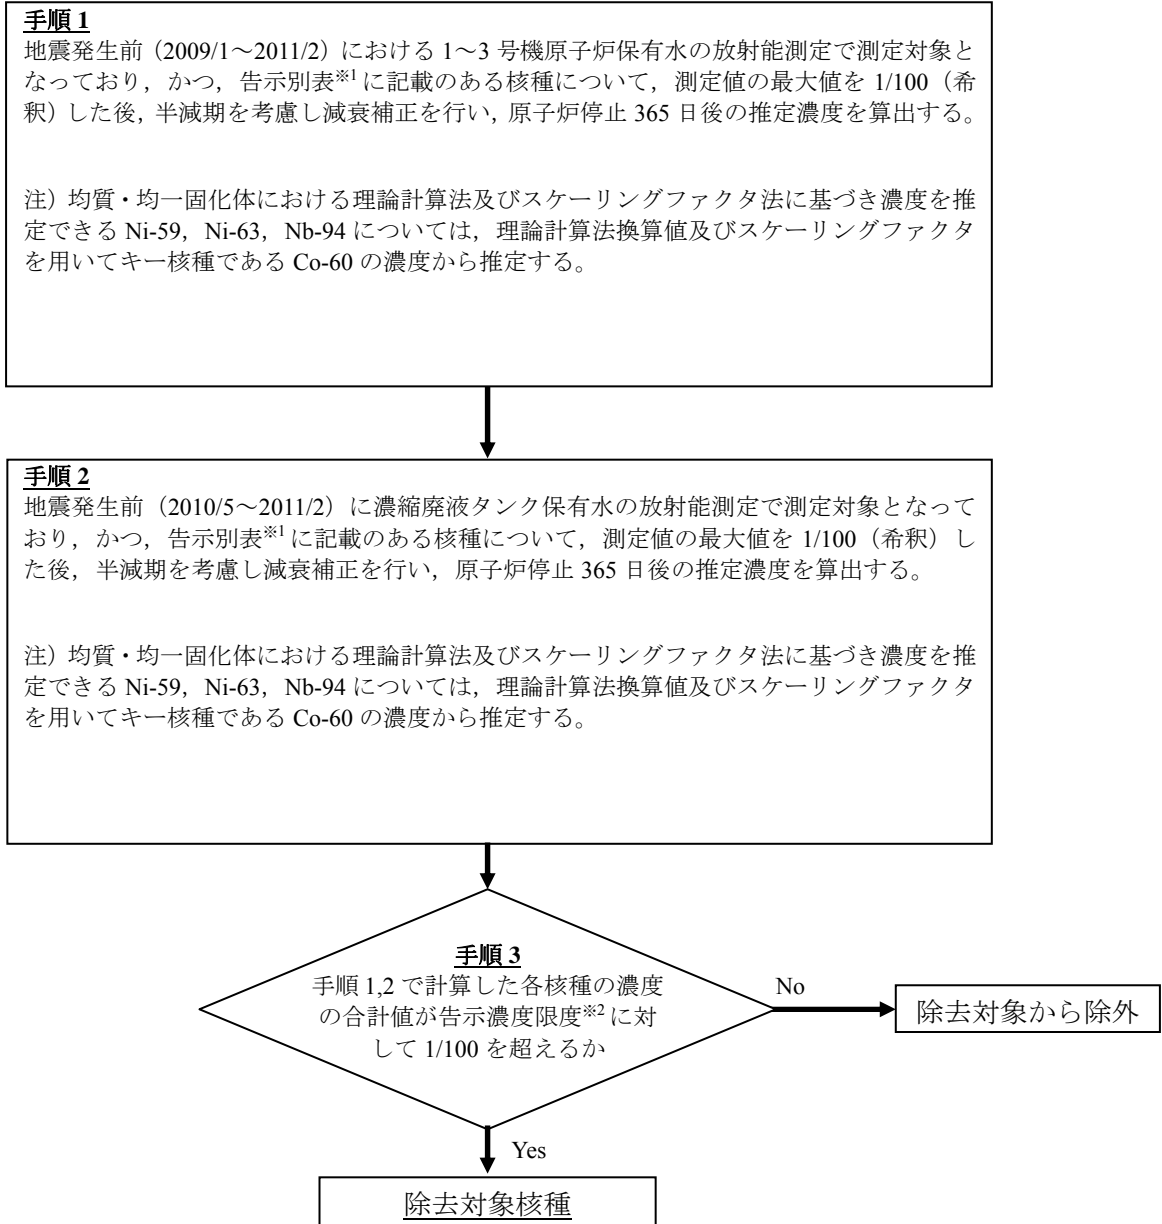 手順 1
地震発生前（2009/1～2011/2）における 1～3 号機原子炉保有水の放射能測定で測定対象と
なっており，かつ，告示別表※1 に記載のある核種について，測定値の最大値を 1/100（希
釈）した後，半減期を考慮し減衰補正を行い，原子炉停止 365 日後の推定濃度を算出する。
注）均質・均一固化体における理論計算法及びスケーリングファクタ法に基づき濃度を推
定できる Ni-59，Ni-63，Nb-94 については，理論計算法換算値及びスケーリングファクタ
を用いてキー核種である Co-60 の濃度から推定する。
手順 2
地震発生前（2010/5～2011/2）に濃縮廃液タンク保有水の放射能測定で測定対象となって
おり，かつ，告示別表※1 に記載のある核種について，測定値の最大値を 1/100（希釈）し
た後，半減期を考慮し減衰補正を行い，原子炉停止 365 日後の推定濃度を算出する。
注）均質・均一固化体における理論計算法及びスケーリングファクタ法に基づき濃度を推
定できる Ni-59，Ni-63，Nb-94 については，理論計算法換算値及びスケーリングファクタ
を用いてキー核種である Co-60 の濃度から推定する。
手順 3
手順 1,2 で計算した各核種の濃度
の合計値が告示濃度限度※2 に対
して 1/100 を超えるか
No
除去対象から除外
Yes
除去対象核種